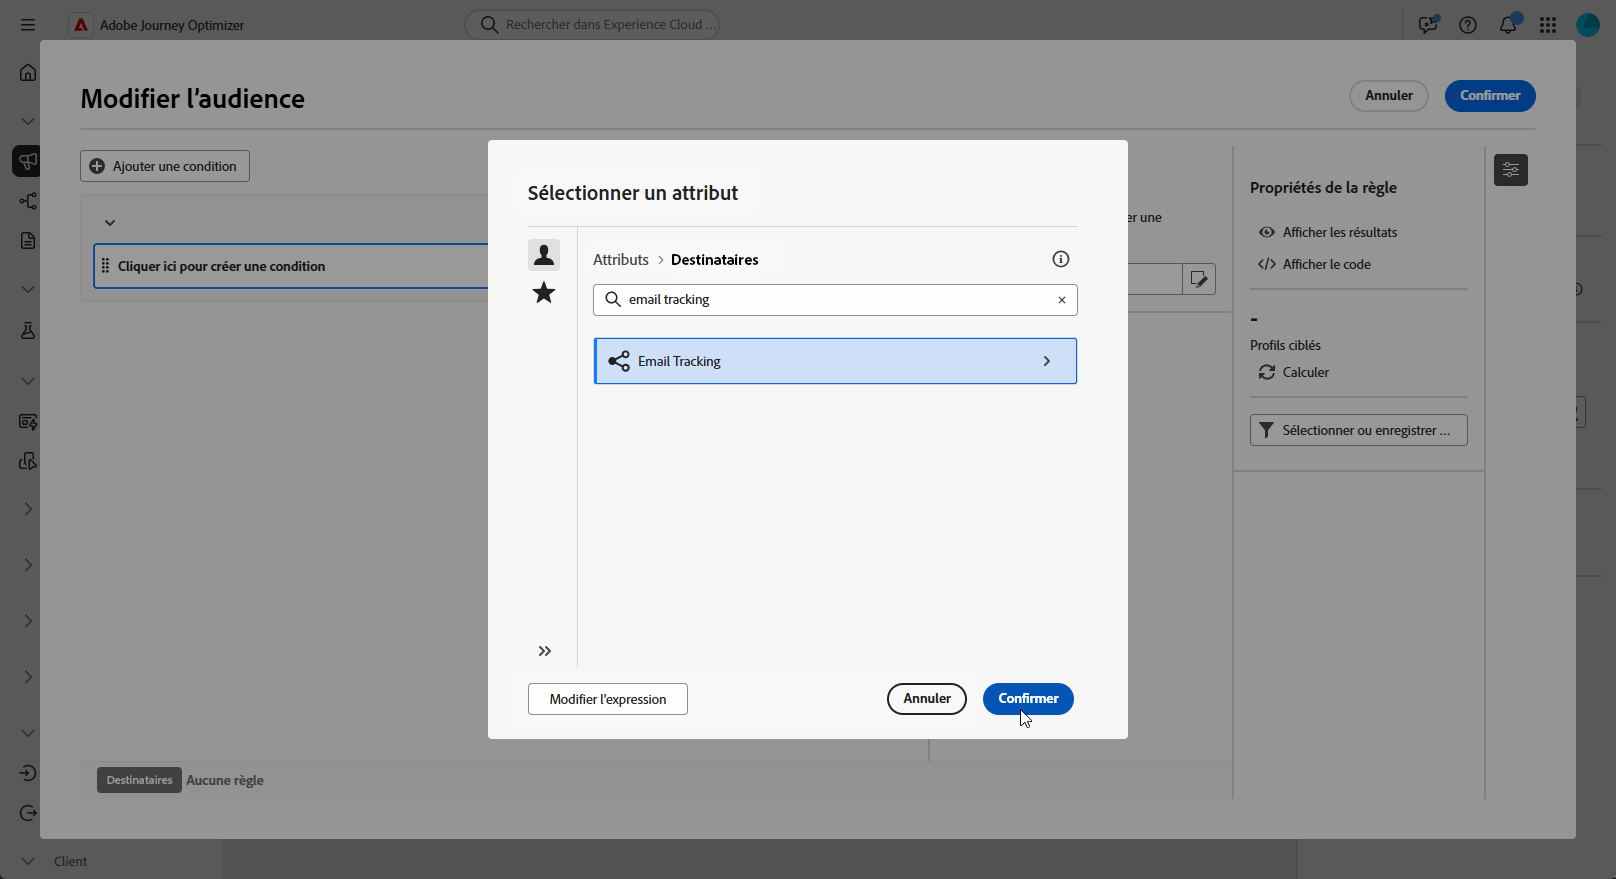 Adobe Journey Optimizer
Rechercher dans Experience Cloud ...
Modifier l'audience
Annuler
Confirmer
Ajouter une condition
Cliquer ici pour créer une condition
Sélectionner un attribut
Attributs > Destinataires
email tracking
Email Tracking
Modifier l'expression
Annuler
Confirmer
er une
Propriétés de la règle
Afficher les résultats
</> Afficher le code
-
Profils ciblés
Calculer
Sélectionner ou enregistrer ...
Destinataires Aucune règle
Client